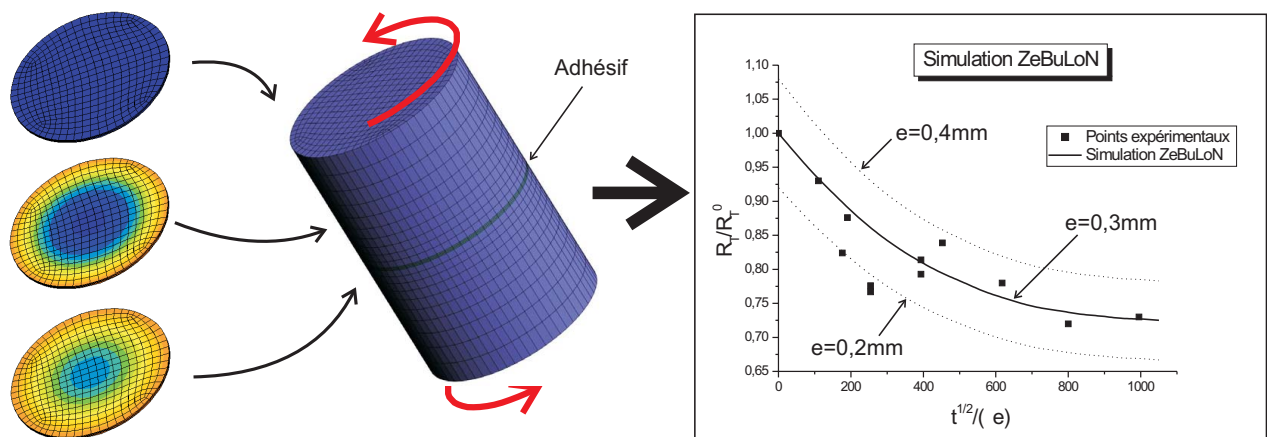 Adhésif
Simulation ZeBuLoN
1,10
1,05
1,00
0,95
0,90
0,85
0,80
0,75
0,70
0,65
R_T/R_T^0
e=0,4mm
Points expérimentaux
Simulation ZeBuLoN
e=0,3mm
e=0,2mm
0 200 400 600 800 1000
t^1/2/( e)